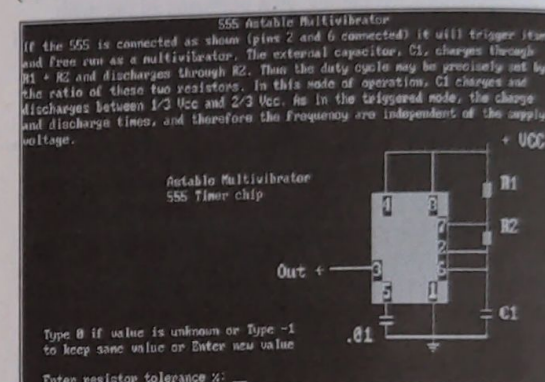 555 Astable Multivibrator
If the 555 is connected as shown (pins 2 and 6 connected) it will trigger
and free run as a multivibrator. The external capacitor, C1, charges through
R1 + R2 and discharges through R2. Thus the duty cycle may be precisely set by
the ratio of these two resistors. In this mode of operation, C1 charges and
discharges between 1/3 Vcc and 2/3 Vcc. As in the triggered mode, the charge
and discharge times, and therefore the frequency are independent of the supply
voltage.
+ VCC
Astable Multivibrator
555 Timer chip
R1
4 8
7
R2
2
Out + 3 6
5 1
C1
.01
Type 0 if value is unknown or Type -1
to keep same value or Enter new value
Enter resistor tolerance %: